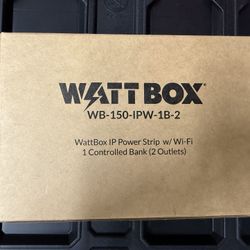 WATTBOX
WB-150-IPW-1B-2
WattBox IP Power Strip w/ Wi-Fi
1 Controlled Bank (2 Outlets)